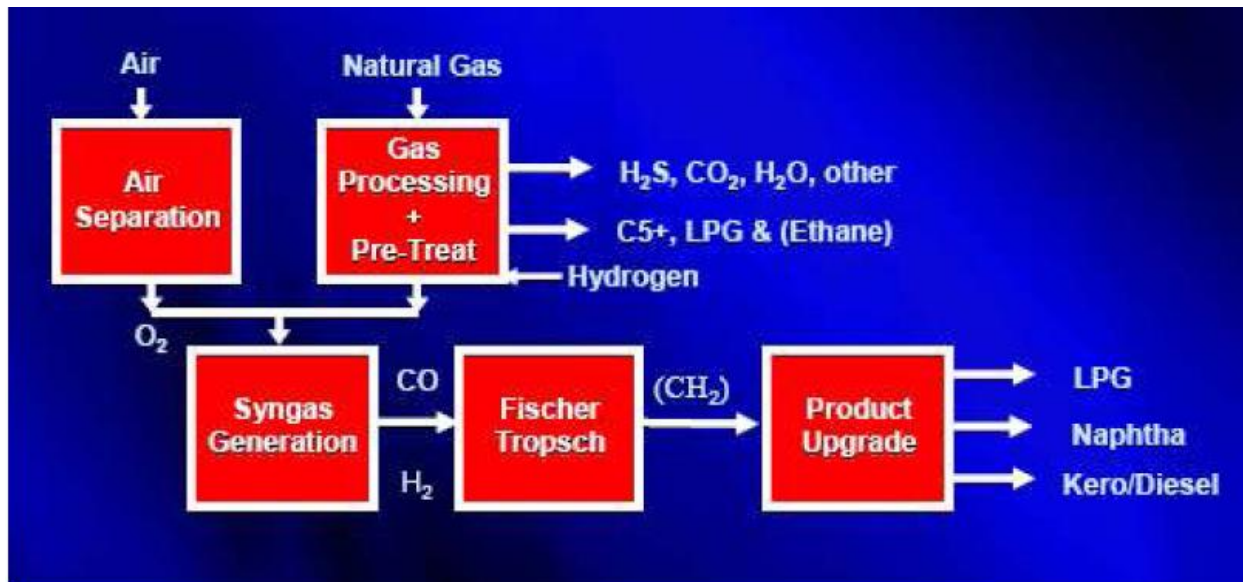 Air
Natural Gas
Air
Separation
Gas
Processing
+
Pre-Treat
H₂S, CO₂, H₂O, other
C5+, LPG & (Ethane)
Hydrogen
O₂
Syngas
Generation
CO
H₂
Fischer
Tropsch
(CH₂)
Product
Upgrade
LPG
Naphtha
Kero/Diesel